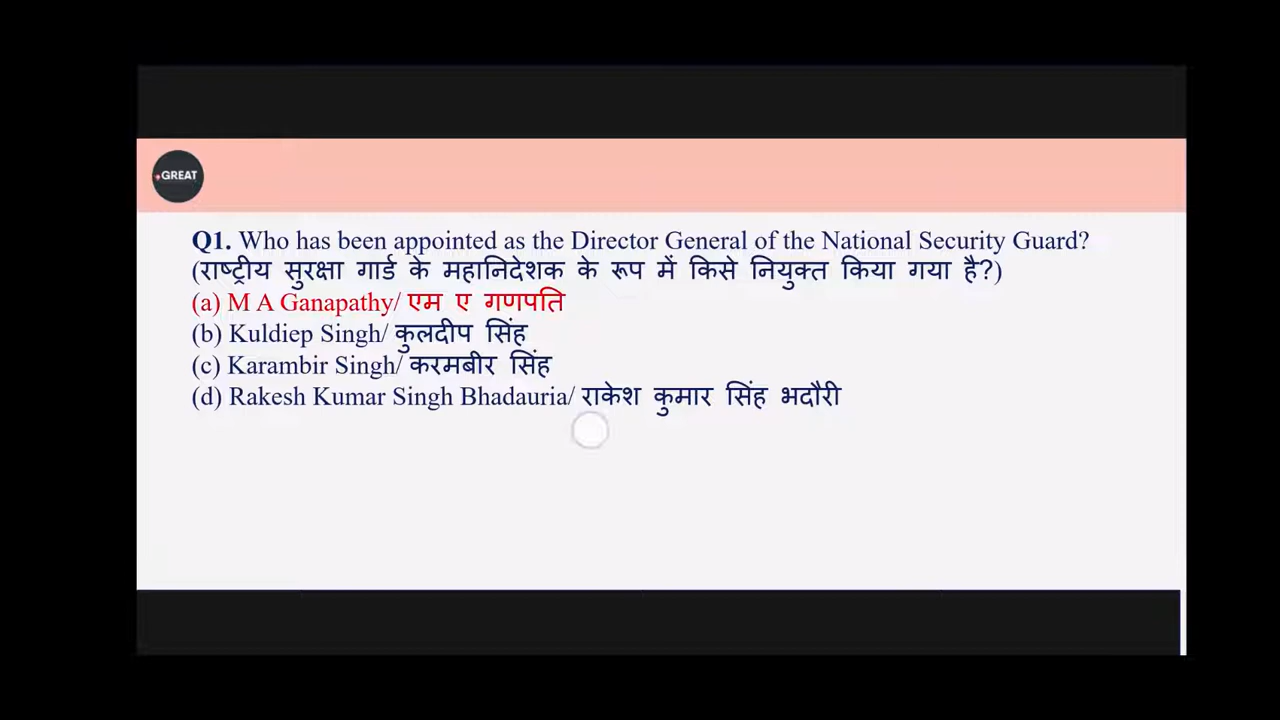 GREAT
Q1. Who has been appointed as the Director General of the National Security Guard?
(राष्ट्रीय सुरक्षा गार्ड के महानिदेशक के रूप में किसे नियुक्त किया गया है?)
(a) M A Ganapathy/ एम ए गणपति
(b) Kuldiep Singh/ कुलदीप सिंह
(c) Karambir Singh/ करमबीर सिंह
(d) Rakesh Kumar Singh Bhadauria/ राकेश कुमार सिंह भदौरी